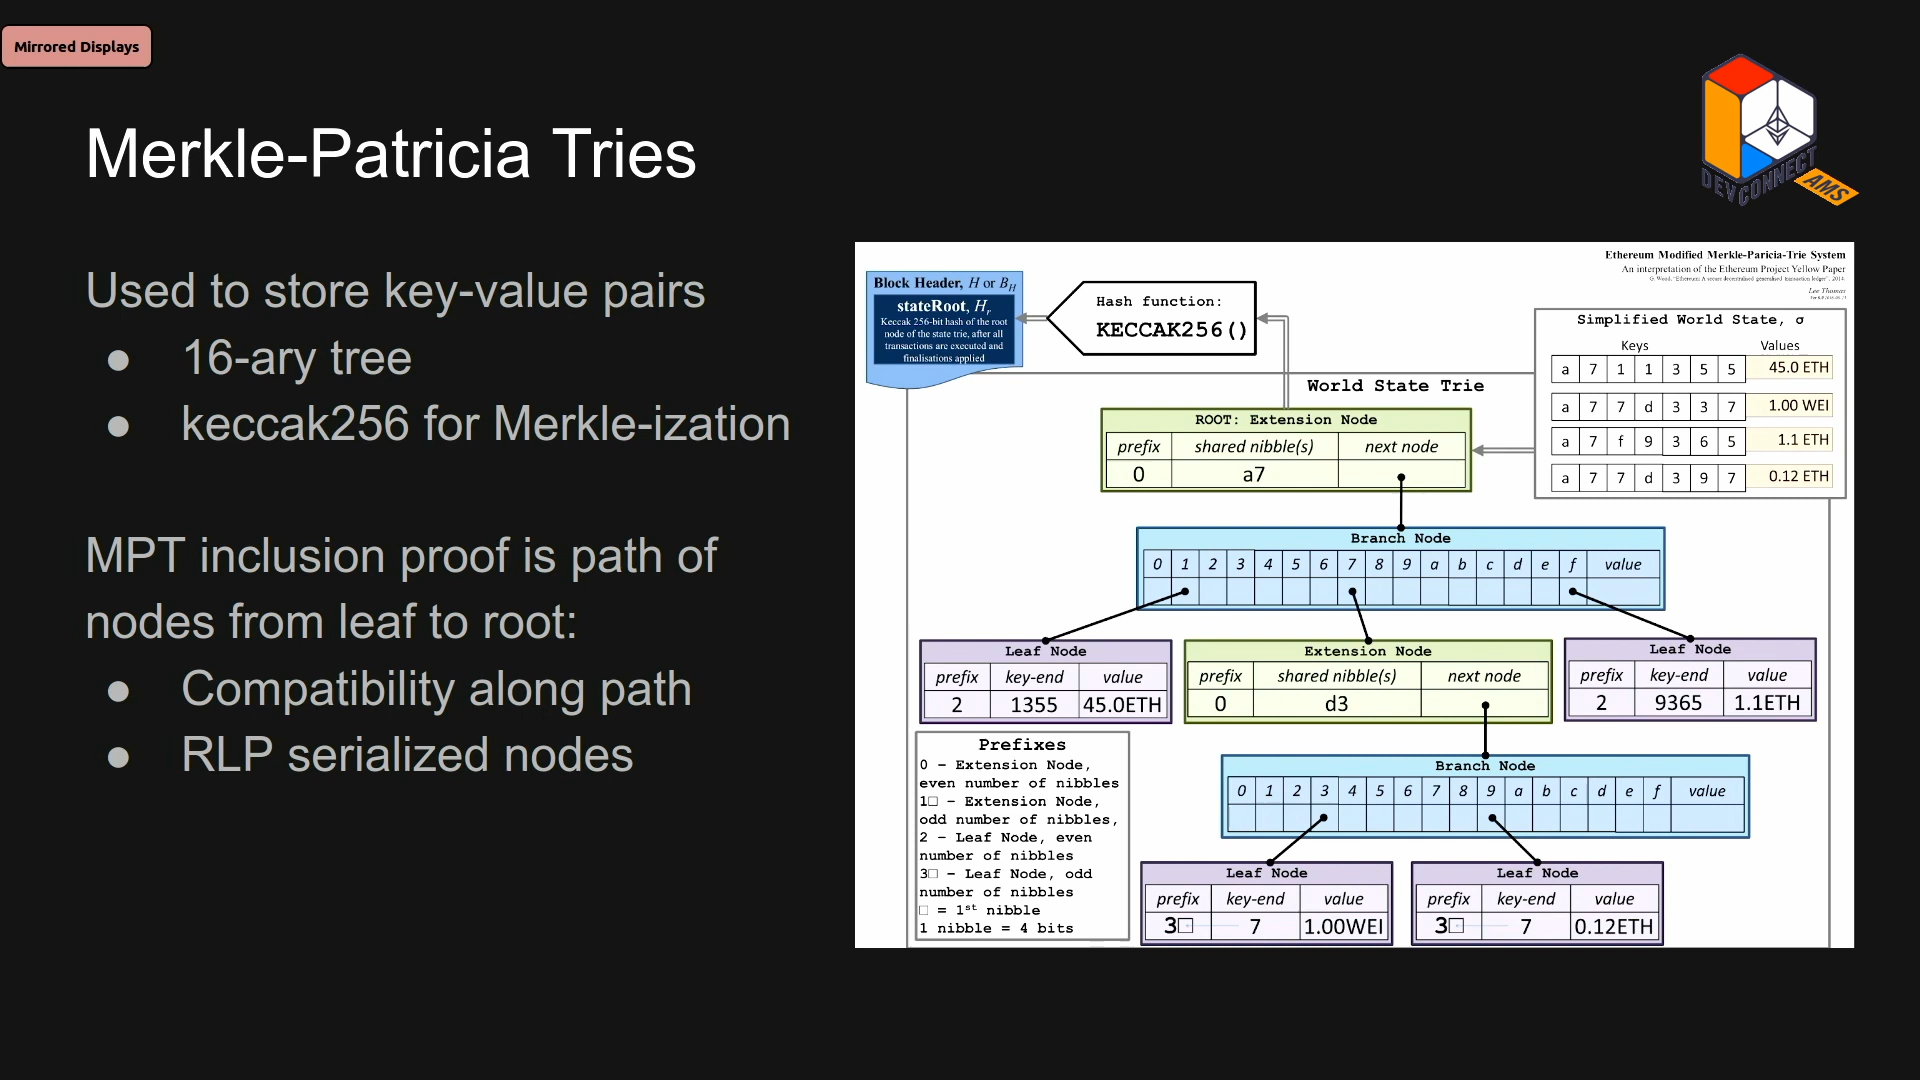 Mirrored Displays
Merkle-Patricia Tries
DEVCONNECT
AMS
Used to store key-value pairs
● 16-ary tree
● keccak256 for Merkle-ization
MPT inclusion proof is path of
nodes from leaf to root:
● Compatibility along path
● RLP serialized nodes
Ethereum Modified Merkle-Paricia-Trie System
An interpretation of the Ethereum Project Yellow Paper
G. Wood, "Ethereum: A secure decentralised generalised transaction ledger", 2014.
Lee Thomas
Block Header, H or B_H
stateRoot, H_r
Keccak 256-bit hash of the root
node of the state trie, after all
transactions are executed and
finalisations applied
Hash function:
KECCAK256()
Simplified World State, σ
Keys Values
a 7 1 1 3 5 5 45.0 ETH
a 7 7 d 3 3 7 1.00 WEI
a 7 f 9 3 6 5 1.1 ETH
a 7 7 d 3 9 7 0.12 ETH
World State Trie
ROOT: Extension Node
prefix shared nibble(s) next node
0 a7
Branch Node
0 1 2 3 4 5 6 7 8 9 a b c d e f value
Leaf Node
prefix key-end value
2 1355 45.0ETH
Extension Node
prefix shared nibble(s) next node
0 d3
Leaf Node
prefix key-end value
2 9365 1.1ETH
Prefixes
0 – Extension Node,
even number of nibbles
1□ – Extension Node,
odd number of nibbles,
2 – Leaf Node, even
number of nibbles
3□ – Leaf Node, odd
number of nibbles
□ = 1st nibble
1 nibble = 4 bits
Branch Node
0 1 2 3 4 5 6 7 8 9 a b c d e f value
Leaf Node
prefix key-end value
3□ 7 1.00WEI
Leaf Node
prefix key-end value
3□ 7 0.12ETH